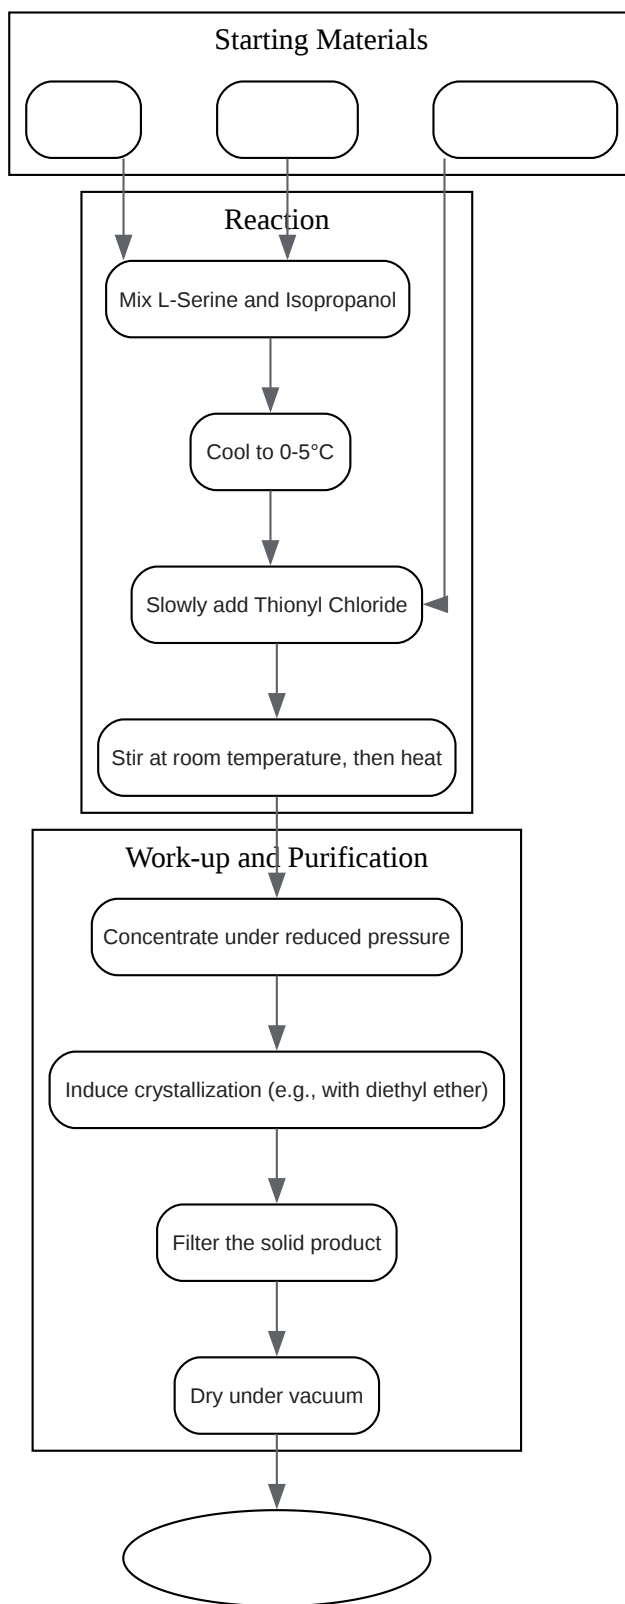 Starting Materials
Reaction
Mix L-Serine and Isopropanol
Cool to 0-5°C
Slowly add Thionyl Chloride
Stir at room temperature, then heat
Work-up and Purification
Concentrate under reduced pressure
Induce crystallization (e.g., with diethyl ether)
Filter the solid product
Dry under vacuum